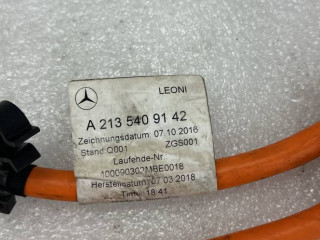 LEONI
A 213 540 91 42
Zeichnungsdatum 07.10.2016
Stand Q001 ZGS001
Laufende-Nr.
400090302MBE0018
Herstelldatum: 07.03.2018
Time: 18:41